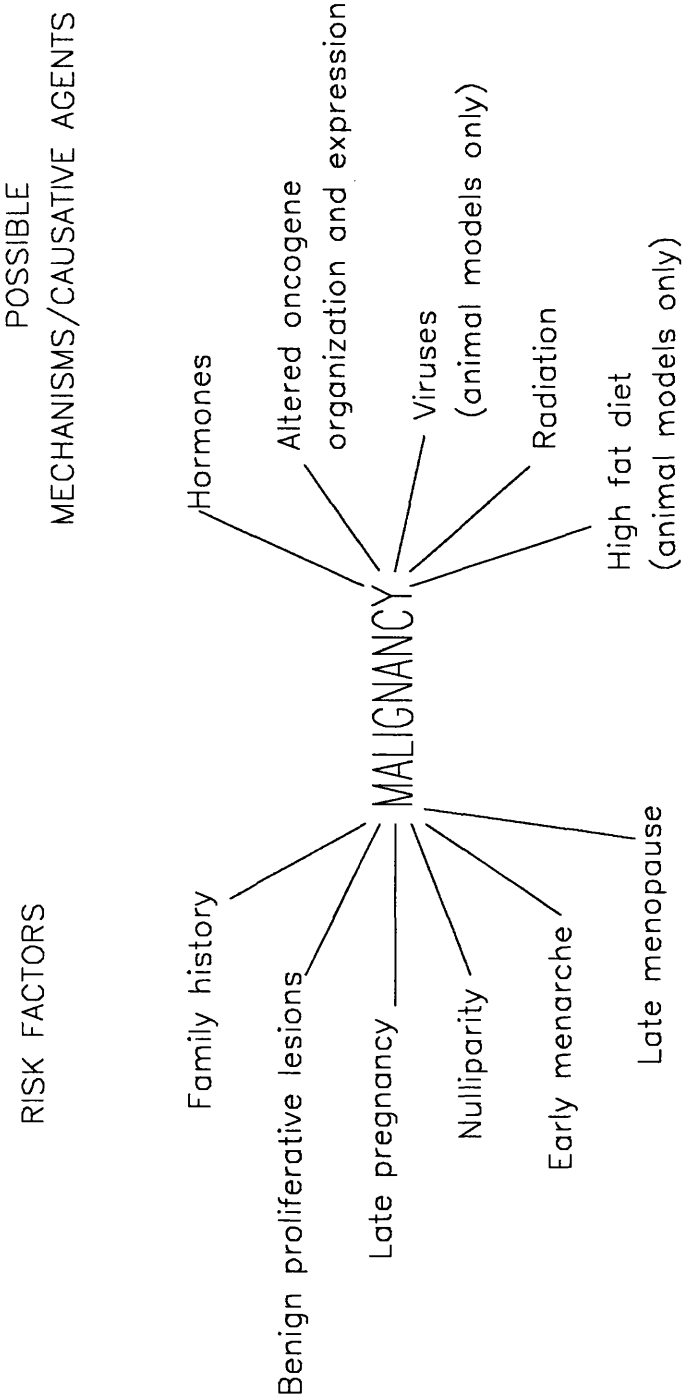 RISK FACTORS
POSSIBLE
MECHANISMS/CAUSATIVE AGENTS
Family history
Benign proliferative lesions
Late pregnancy
Nulliparity
Early menarche
Late menopause
MALIGNANCY
Hormones
Altered oncogene
organization and expression
Viruses
(animal models only)
Radiation
High fat diet
(animal models only)